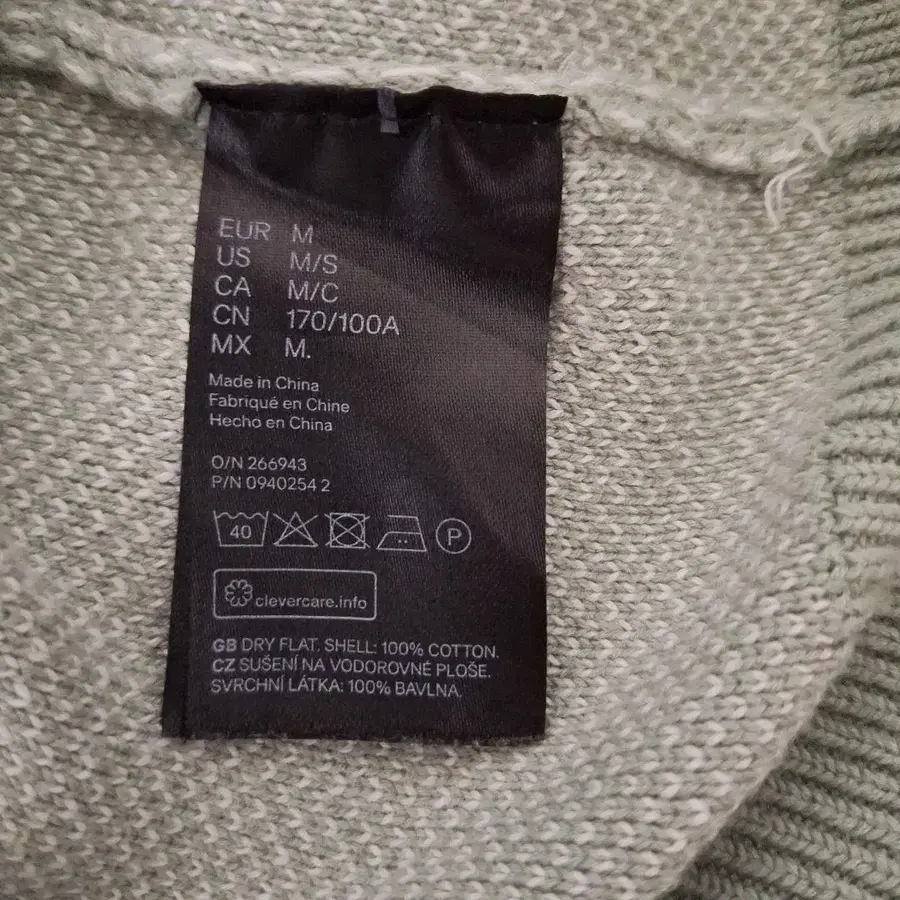 EUR M
US M/S
CA M/C
CN 170/100A
MX M.
Made in China
Fabriqué en Chine
Hecho en China
O/N 266943
P/N 0940254 2
40 P
clevercare.info
GB DRY FLAT. SHELL: 100% COTTON.
CZ SUŠENÍ NA VODOROVNÉ PLOŠE.
SVRCHNÍ LÁTKA: 100% BAVLNA.